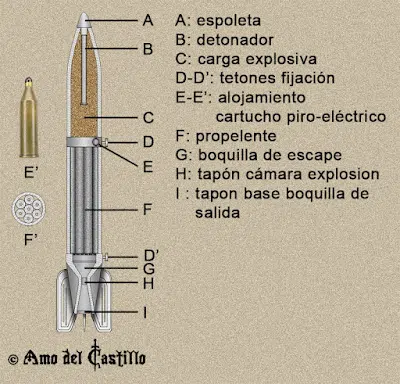 A
B
C
D
E
E'
F
F'
D'
G
H
I
A: espoleta
B: detonador
C: carga explosiva
D-D': tetones fijación
E-E': alojamiento
cartucho piro-eléctrico
F: propelente
G: boquilla de escape
H: tapón cámara explosion
I : tapon base boquilla de
salida
© Amo del Castillo